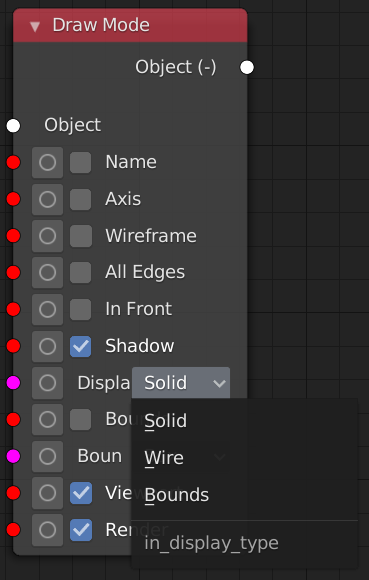 Draw Mode
Object (-)
Object
Name
Axis
Wireframe
All Edges
In Front
Shadow
Displa Solid
Bou Solid
Boun Wire
Vie Bounds
Render
in_display_type